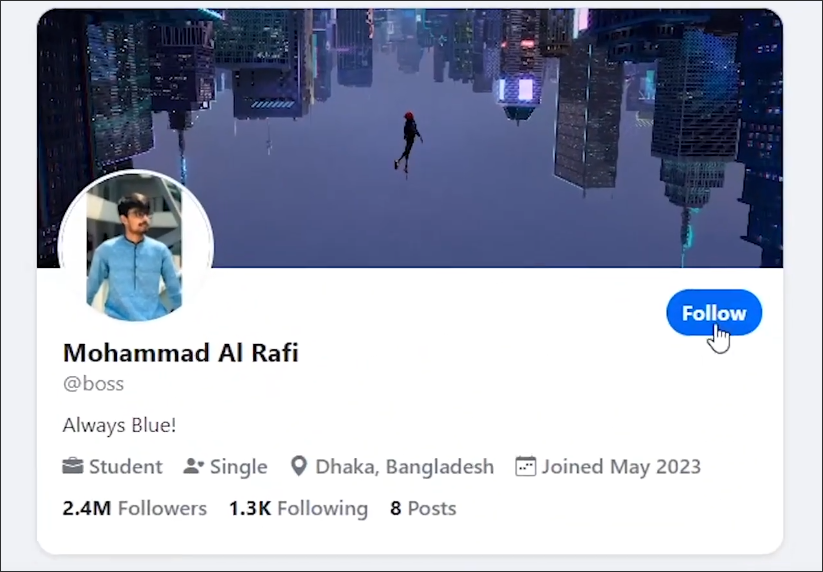 Follow
Mohammad Al Rafi
@boss
Always Blue!
Student Single Dhaka, Bangladesh Joined May 2023
2.4M Followers 1.3K Following 8 Posts